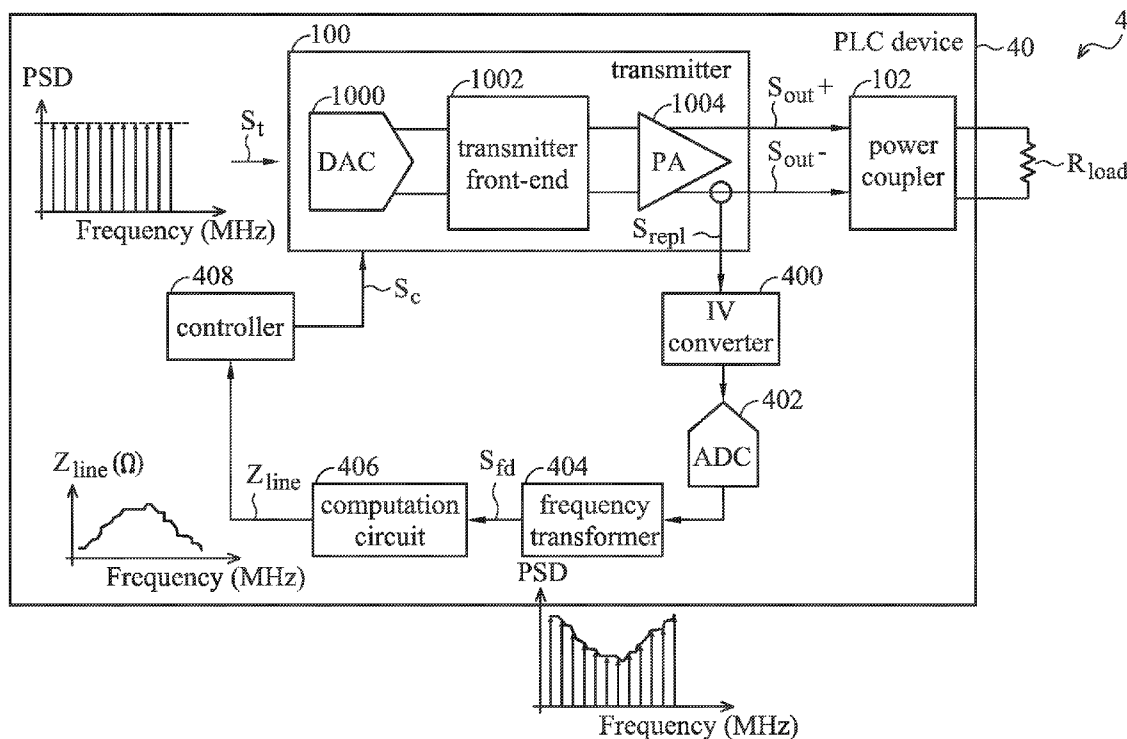 4
100
PLC device
40
PSD
transmitter
1000
1002
1004
Sout+
102
St
DAC
transmitter
front-end
PA
Sout-
power
coupler
Rload
Frequency (MHz)
Srepl
408
Sc
400
controller
IV
converter
402
ADC
Zline (Ω)
Zline
406
Sfd
404
computation
circuit
frequency
transformer
Frequency (MHz)
PSD
Frequency (MHz)